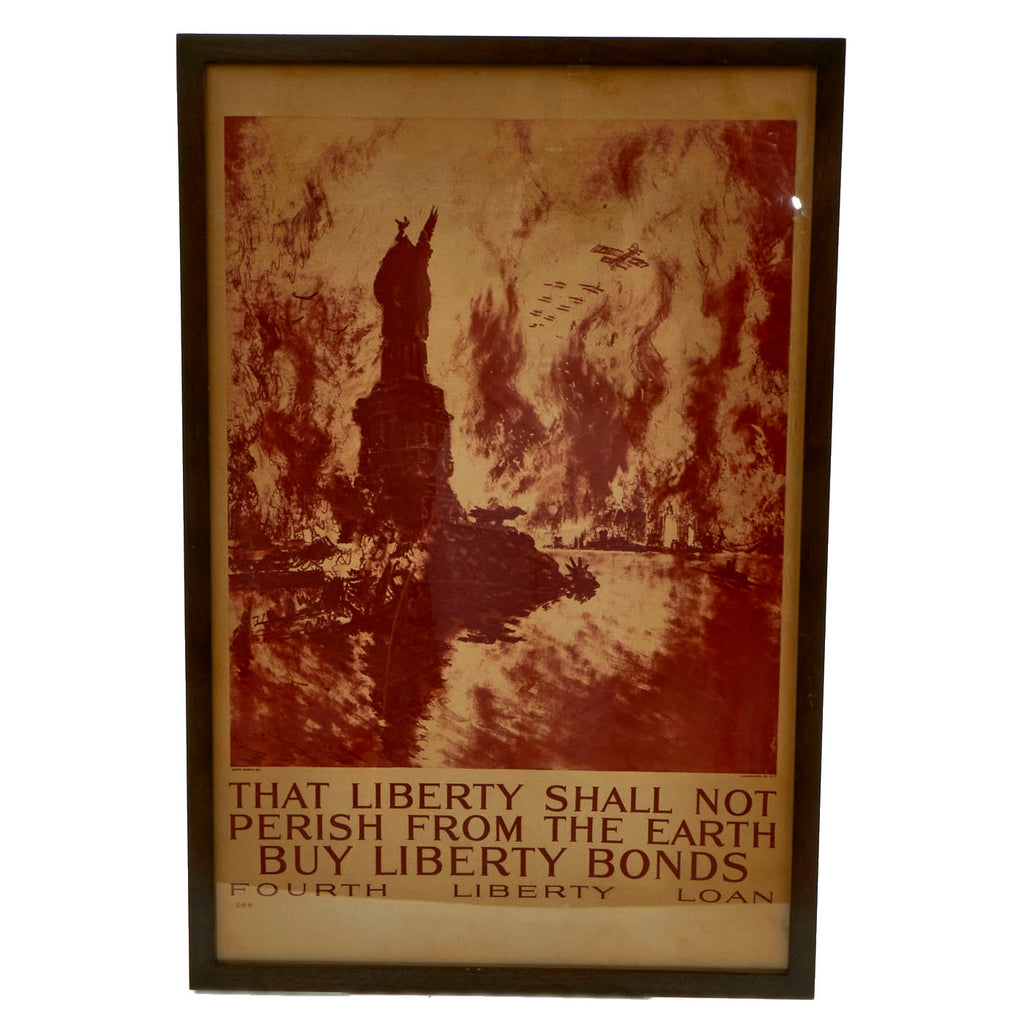 THAT LIBERTY SHALL NOT
PERISH FROM THE EARTH
BUY LIBERTY BONDS
FOURTH LIBERTY LOAN